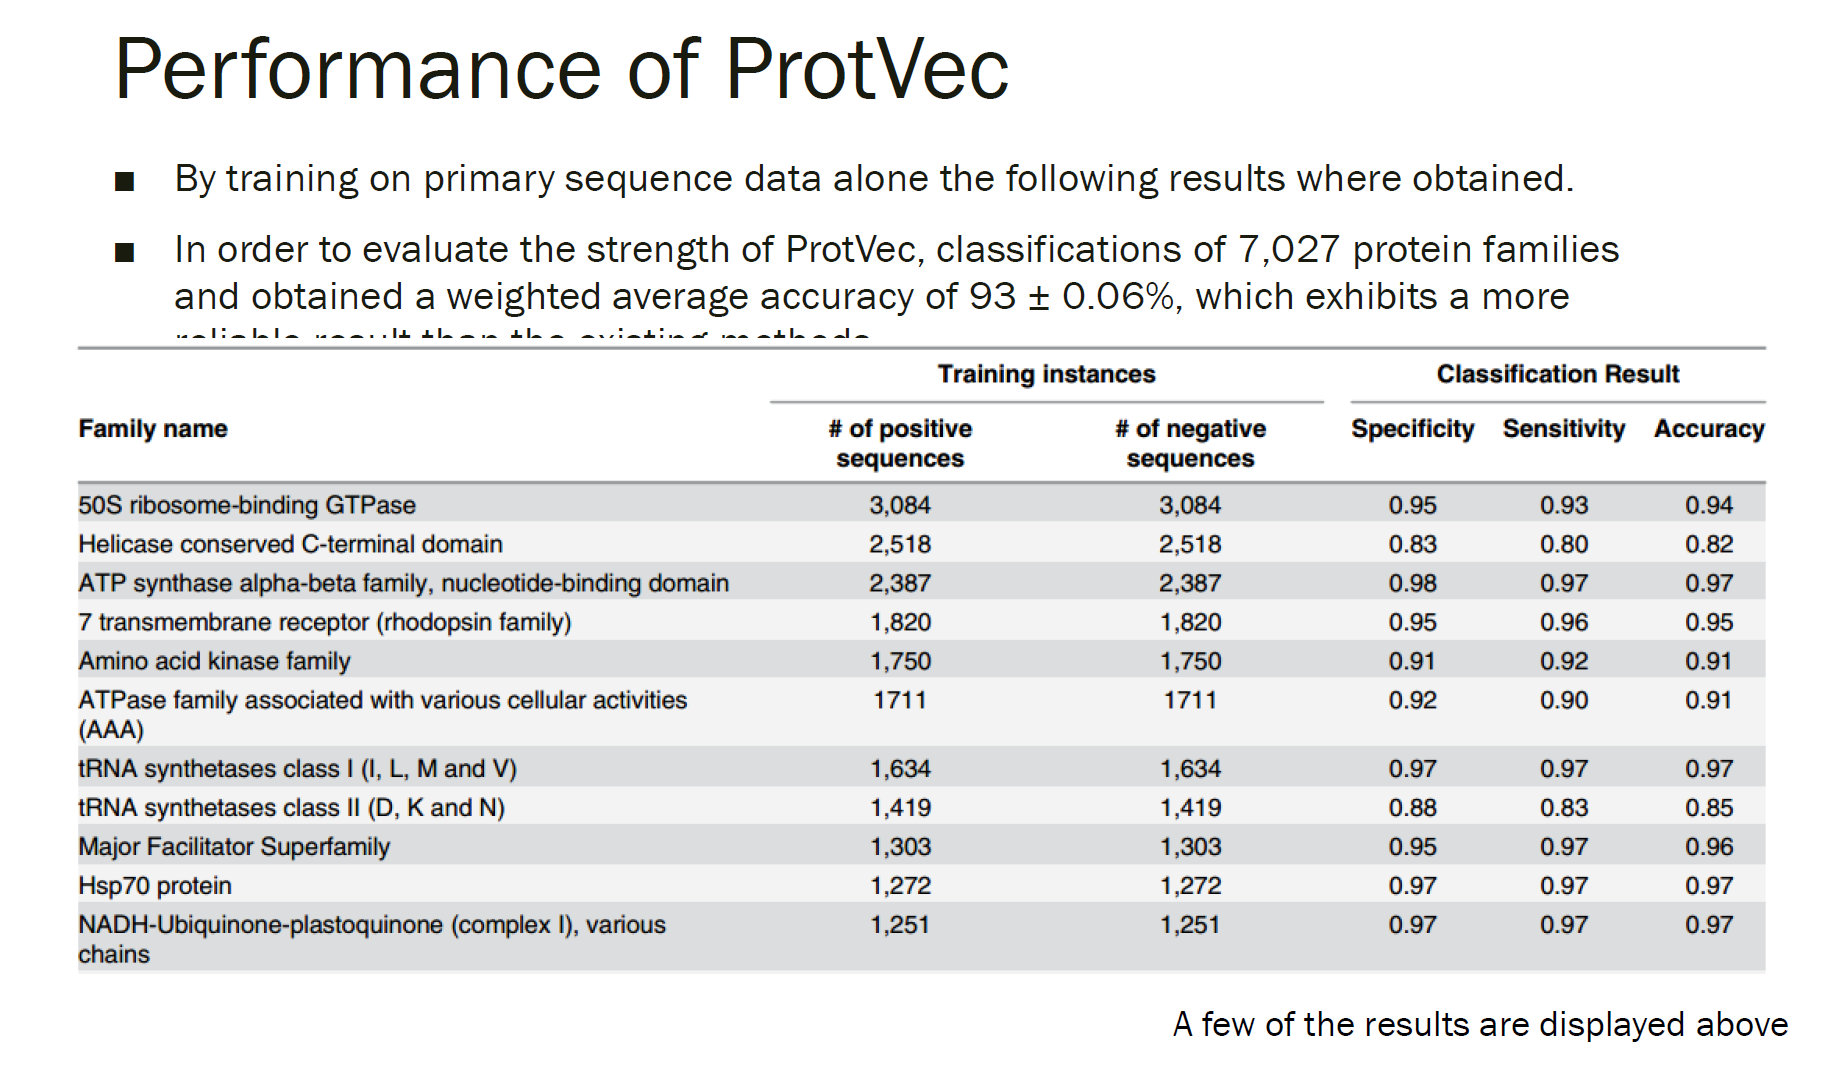 Performance of ProtVec
■ By training on primary sequence data alone the following results where obtained.
■ In order to evaluate the strength of ProtVec, classifications of 7,027 protein families
and obtained a weighted average accuracy of 93 ± 0.06%, which exhibits a more
reliable result than the existing methods
Training instances Classification Result
Family name # of positive sequences # of negative sequences Specificity Sensitivity Accuracy
50S ribosome-binding GTPase 3,084 3,084 0.95 0.93 0.94
Helicase conserved C-terminal domain 2,518 2,518 0.83 0.80 0.82
ATP synthase alpha-beta family, nucleotide-binding domain 2,387 2,387 0.98 0.97 0.97
7 transmembrane receptor (rhodopsin family) 1,820 1,820 0.95 0.96 0.95
Amino acid kinase family 1,750 1,750 0.91 0.92 0.91
ATPase family associated with various cellular activities 1711 1711 0.92 0.90 0.91
(AAA)
tRNA synthetases class I (I, L, M and V) 1,634 1,634 0.97 0.97 0.97
tRNA synthetases class II (D, K and N) 1,419 1,419 0.88 0.83 0.85
Major Facilitator Superfamily 1,303 1,303 0.95 0.97 0.96
Hsp70 protein 1,272 1,272 0.97 0.97 0.97
NADH-Ubiquinone-plastoquinone (complex I), various 1,251 1,251 0.97 0.97 0.97
chains
A few of the results are displayed above